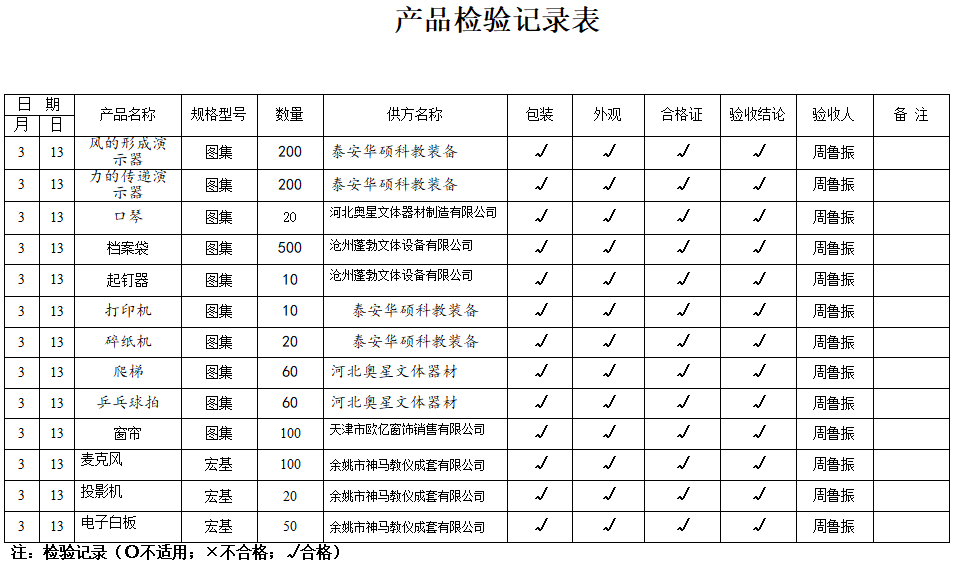 产品检验记录表
日 期 产品名称 规格型号 数量 供方名称 包装 外观 合格证 验收结论 验收人 备 注
月 日
3 13 风的形成演示器 图集 200 泰安华硕科教装备 √ √ √ √ 周鲁振
3 13 力的传递演示器 图集 200 泰安华硕科教装备 √ √ √ √ 周鲁振
3 13 口琴 图集 20 河北奥星文体器材制造有限公司 √ √ √ √ 周鲁振
3 13 档案袋 图集 500 沧州蓬勃文体设备有限公司 √ √ √ √ 周鲁振
3 13 起钉器 图集 10 沧州蓬勃文体设备有限公司 √ √ √ √ 周鲁振
3 13 打印机 图集 10 泰安华硕科教装备 √ √ √ √ 周鲁振
3 13 碎纸机 图集 20 泰安华硕科教装备 √ √ √ √ 周鲁振
3 13 爬梯 图集 60 河北奥星文体器材 √ √ √ √ 周鲁振
3 13 乒乓球拍 图集 60 河北奥星文体器材 √ √ √ √ 周鲁振
3 13 窗帘 图集 100 天津市欧亿窗饰销售有限公司 √ √ √ √ 周鲁振
3 13 麦克风 宏基 100 余姚市神马教仪成套有限公司 √ √ √ √ 周鲁振
3 13 投影机 宏基 20 余姚市神马教仪成套有限公司 √ √ √ √ 周鲁振
3 13 电子白板 宏基 50 余姚市神马教仪成套有限公司 √ √ √ √ 周鲁振
注：检验记录（○不适用；×不合格；√合格）